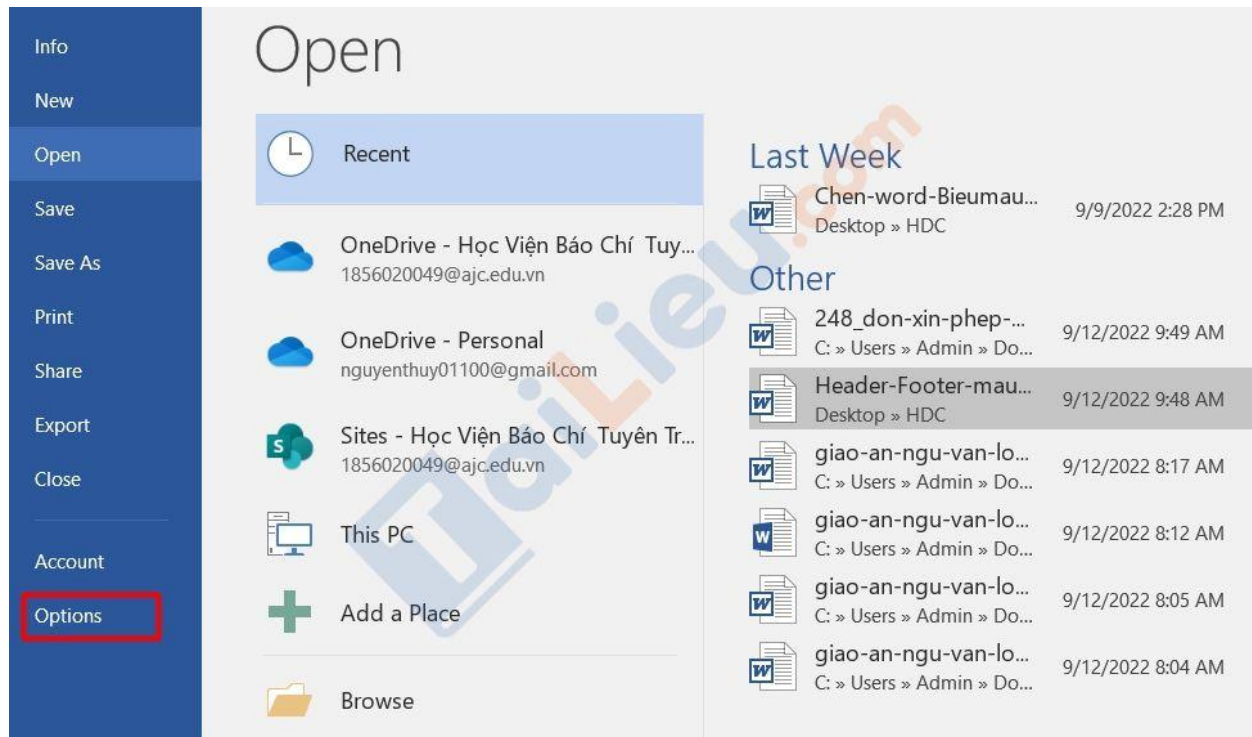 Info
New
Open
Save
Save As
Print
Share
Export
Close
Account
Options
Open
Recent
OneDrive - Học Viện Báo Chí Tuy...
1856020049@ajc.edu.vn
OneDrive - Personal
nguyenthuy01100@gmail.com
Sites - Học Viện Báo Chí Tuyên Tr...
1856020049@ajc.edu.vn
This PC
Add a Place
Browse
Last Week
Chen-word-Bieumau... 9/9/2022 2:28 PM
Desktop » HDC
Other
248_don-xin-phep-... 9/12/2022 9:49 AM
C: » Users » Admin » Do...
Header-Footer-mau... 9/12/2022 9:48 AM
Desktop » HDC
giao-an-ngu-van-lo... 9/12/2022 8:17 AM
C: » Users » Admin » Do...
giao-an-ngu-van-lo... 9/12/2022 8:12 AM
C: » Users » Admin » Do...
giao-an-ngu-van-lo... 9/12/2022 8:05 AM
C: » Users » Admin » Do...
giao-an-ngu-van-lo... 9/12/2022 8:04 AM
C: » Users » Admin » Do...
TaiLieu.com